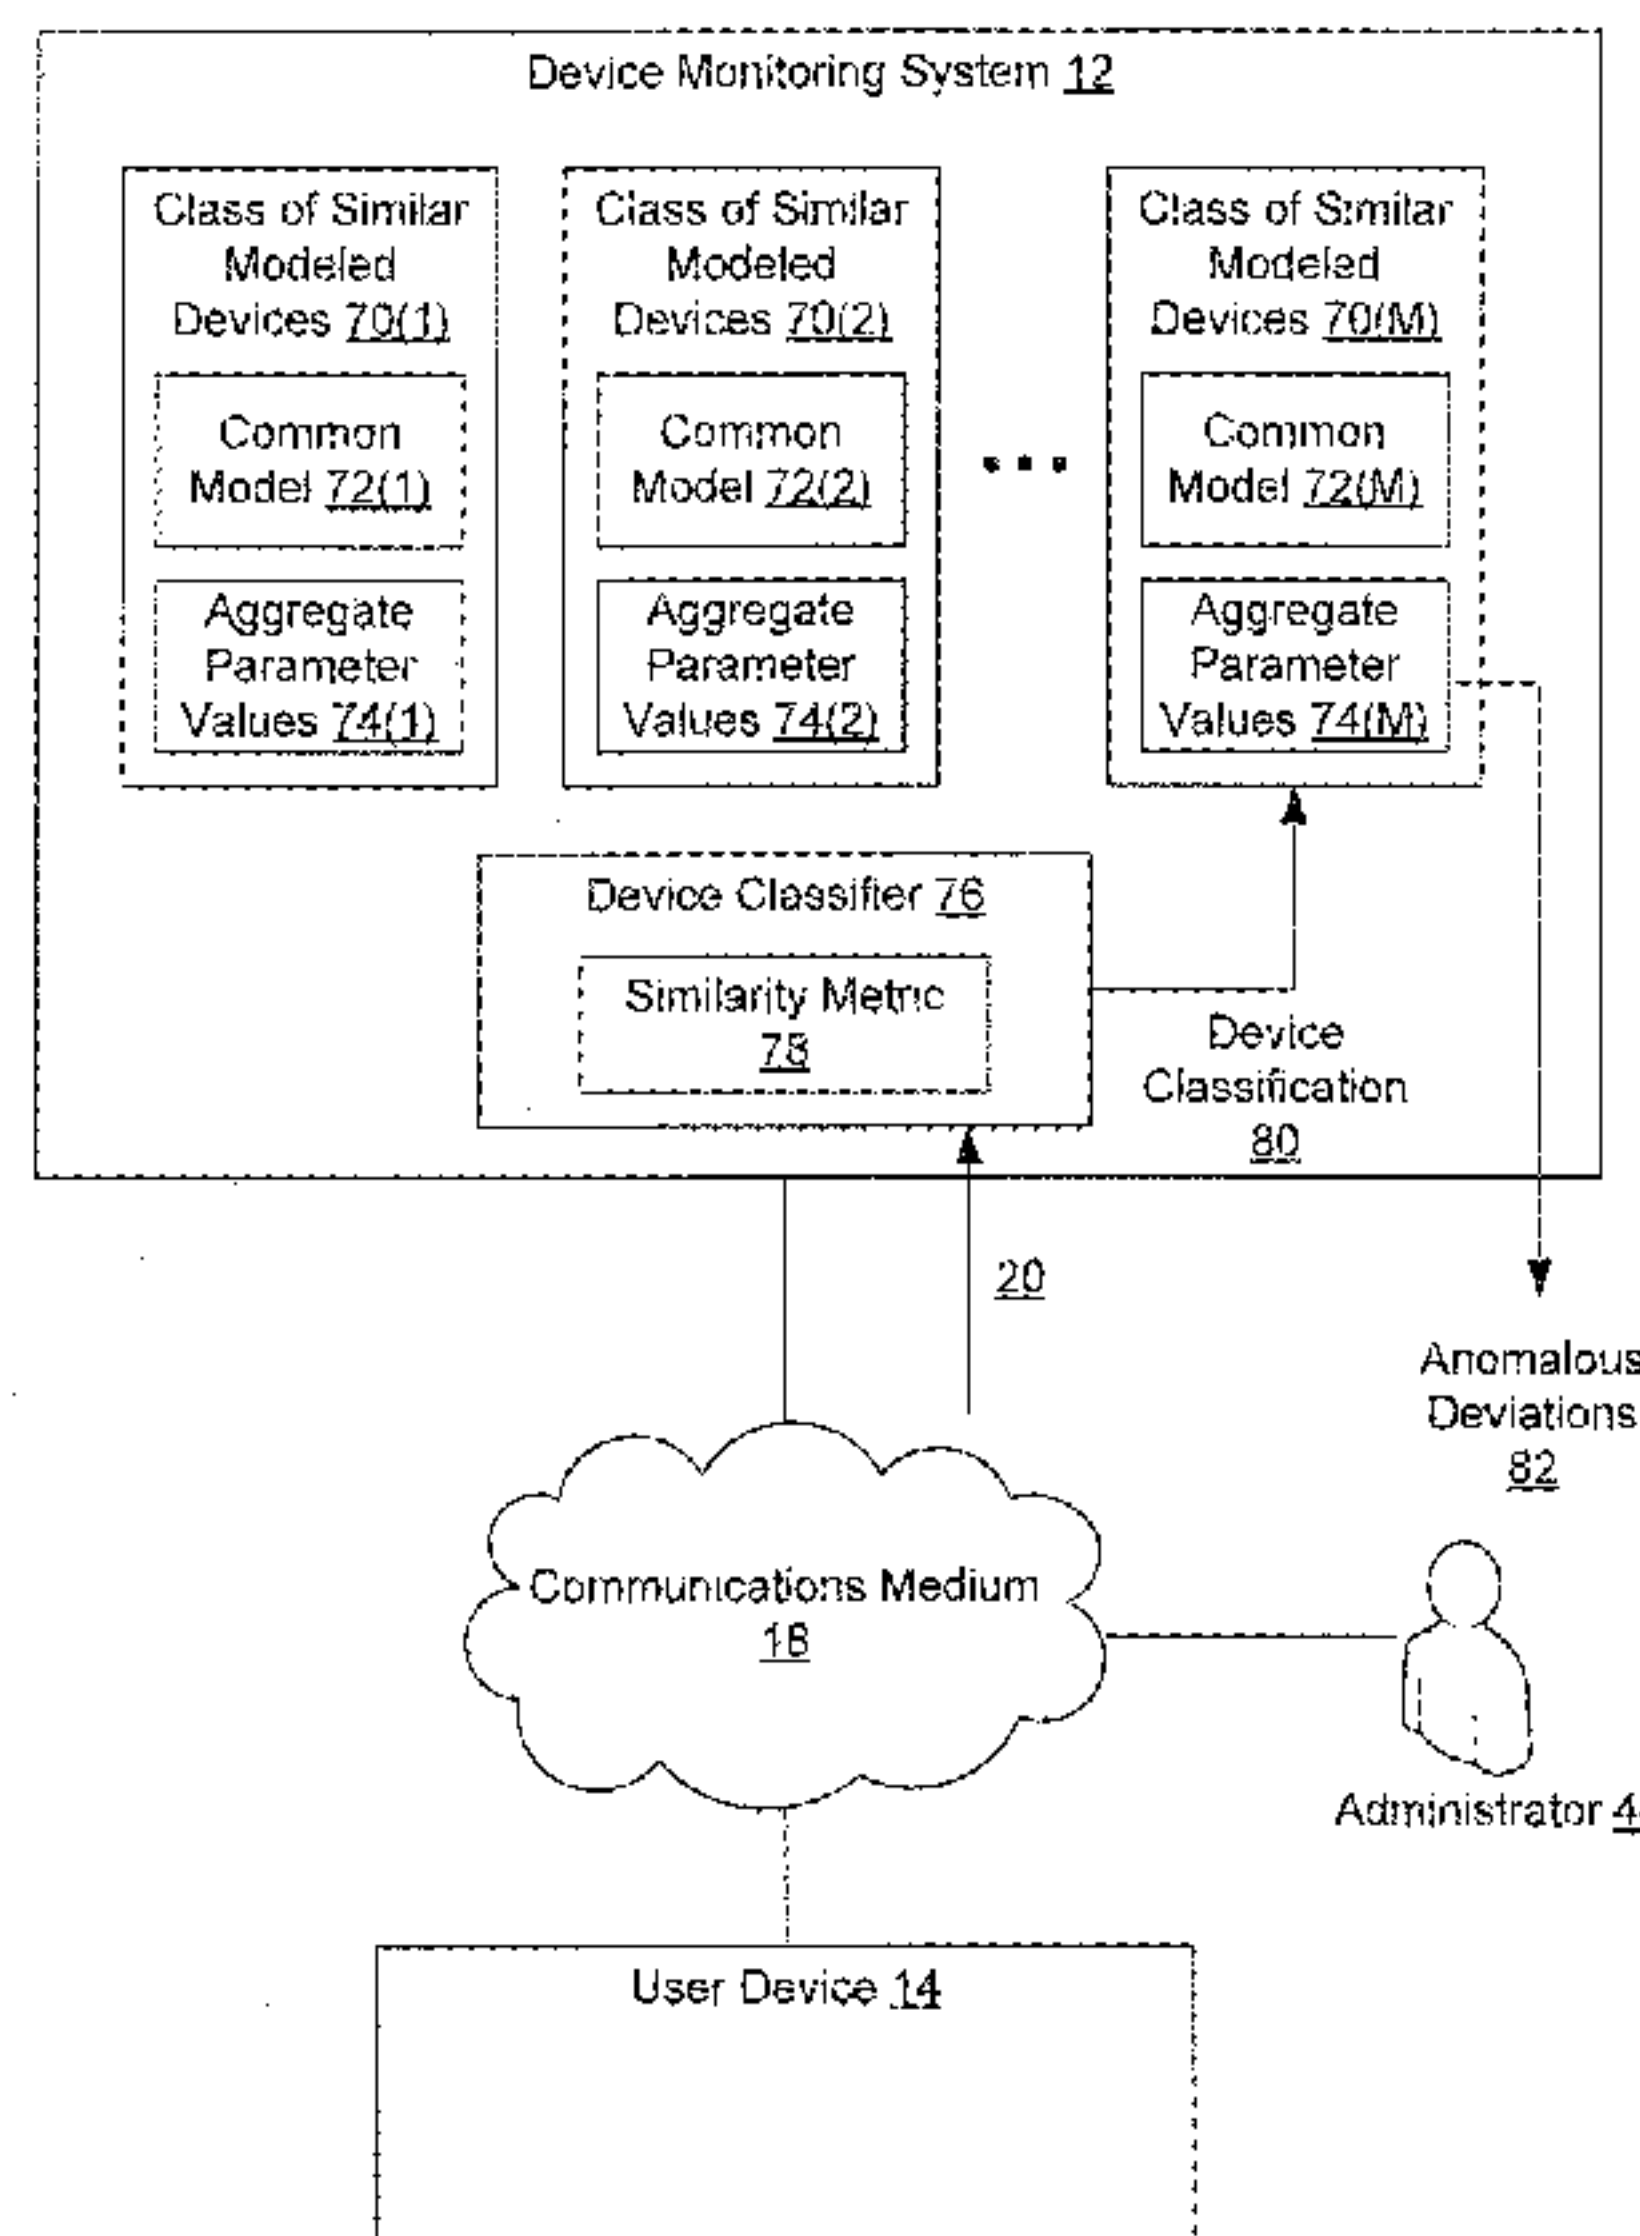 Device Monitoring System 12
Class of Similar
Modeled
Devices 70(1)
Common
Model 72(1)
Aggregate
Parameter
Values 74(1)
Class of Similar
Modeled
Devices 70(2)
Common
Model 72(2)
Aggregate
Parameter
Values 74(2)
Class of Similar
Modeled
Devices 70(M)
Common
Model 72(M)
Aggregate
Parameter
Values 74(M)
Device Classifier 76
Similarity Metric
78
Device
Classification
80
20
Anomalous
Deviations
82
Communications Medium
18
Administrator
User Device 14